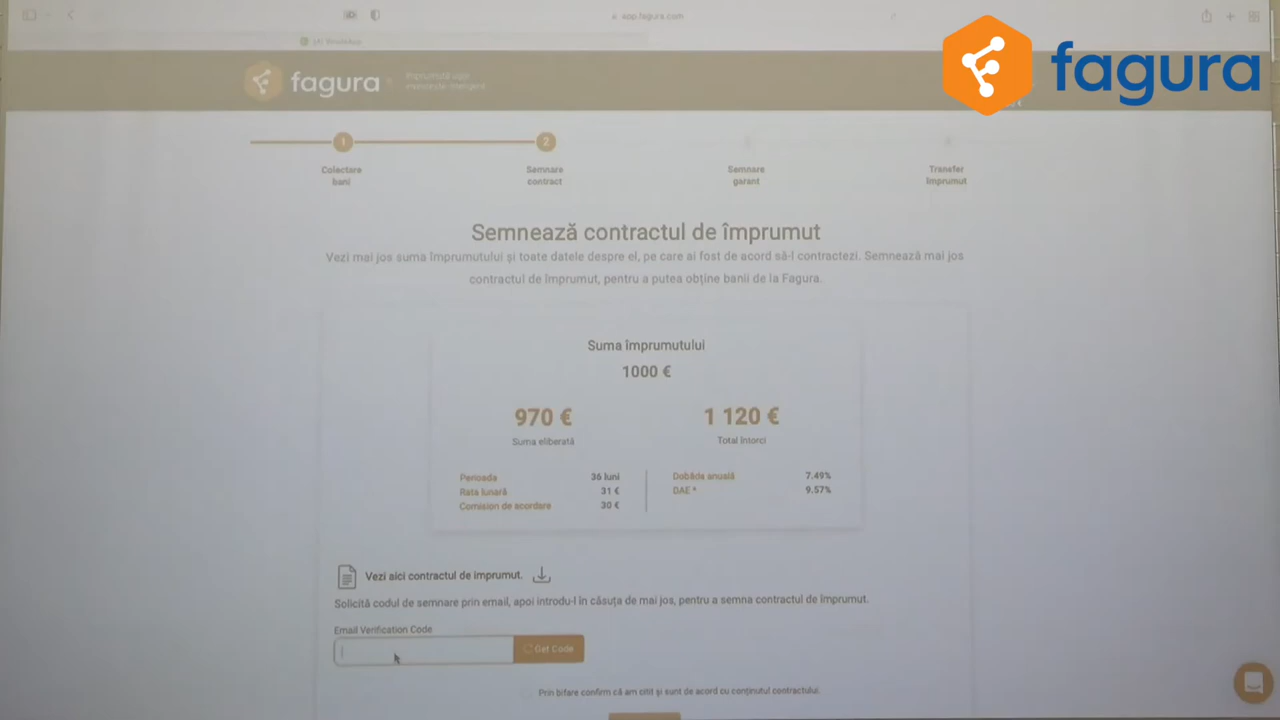 app.fagura.com
fagura
fagura
1
2
Colectare
bani
Semnare
contract
Semnare
garant
Transfer
împrumut
Semnează contractul de împrumut
Vezi mai jos suma împrumutului și toate datele despre el, pe care ai fost de acord să-l contractezi. Semnează mai jos
contractul de împrumut, pentru a putea obține banii de la Fagura.
Suma împrumutului
1000 €
970 €
Suma eliberată
1 120 €
Total întorci
Perioada 36 luni
Rata lunară 31 €
Comision de acordare 30 €
Dobăda anuală 7.49%
DAE * 9.57%
Vezi aici contractul de imprumut.
Solicită codul de semnare prin email, apoi introdu-l în căsuța de mai jos, pentru a semna contractul de împrumut.
Email Verification Code
Get Code
Prin bifare confirm că am citit și sunt de acord cu conținutul contractului.